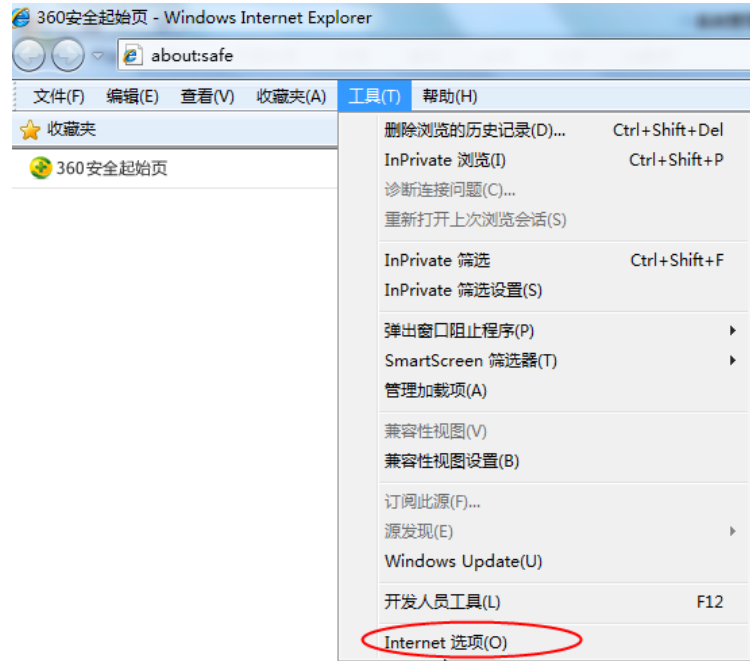 360安全起始页 - Windows Internet Explorer
about:safe
文件(F) 编辑(E) 查看(V) 收藏夹(A) 工具(T) 帮助(H)
收藏夹
360安全起始页
删除浏览的历史记录(D)... Ctrl+Shift+Del
InPrivate 浏览(I) Ctrl+Shift+P
诊断连接问题(C)...
重新打开上次浏览会话(S)
InPrivate 筛选 Ctrl+Shift+F
InPrivate 筛选设置(S)
弹出窗口阻止程序(P)
SmartScreen 筛选器(T)
管理加载项(A)
兼容性视图(V)
兼容性视图设置(B)
订阅此源(F)...
源发现(E)
Windows Update(U)
开发人员工具(L) F12
Internet 选项(O)